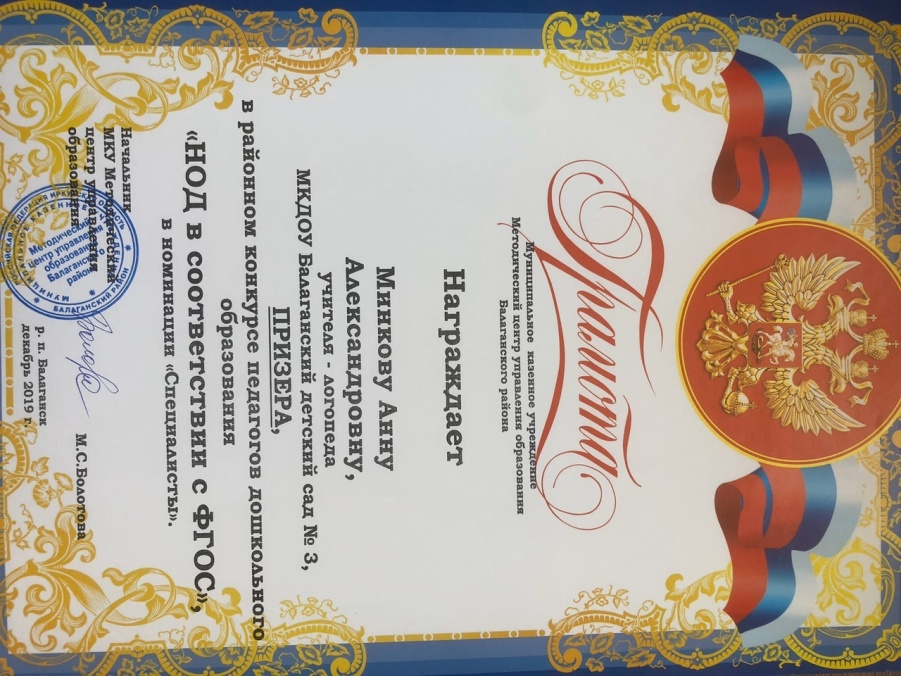 Грамота
Муниципальное казенное учреждение
Методический центр управления образования
Балаганского района
Награждает
Минкову Анну
Александровну,
учителя - логопеда
МКДОУ Балаганский детский сад № 3,
ПРИЗЕРА,
в районном конкурсе педагогов дошкольного
образования
«НОД в соответствии с ФГОС»,
в номинации «Специалисты».
Начальник
МКУ Методический
центр управления
образования
М.С.Болотова
р. п. Балаганск
декабрь 2019 г.
Методический
центр управления
образования
Балаганского
района
БАЛАГАНСКИЙ РАЙОН